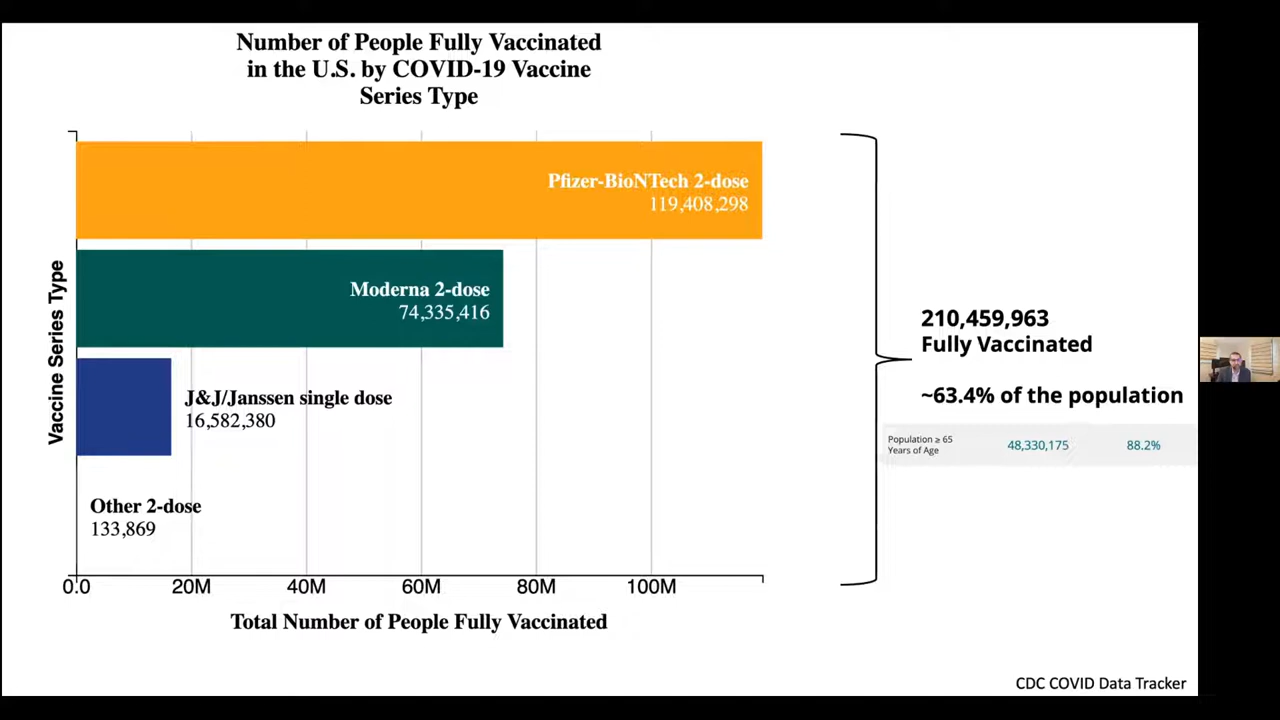 Number of People Fully Vaccinated
in the U.S. by COVID-19 Vaccine
Series Type
Vaccine Series Type
Pfizer-BioNTech 2-dose
119,408,298
Moderna 2-dose
74,335,416
J&J/Janssen single dose
16,582,380
Other 2-dose
133,869
0.0 20M 40M 60M 80M 100M
Total Number of People Fully Vaccinated
210,459,963
Fully Vaccinated
~63.4% of the population
Population ≥ 65
Years of Age
48,330,175
88.2%
CDC COVID Data Tracker